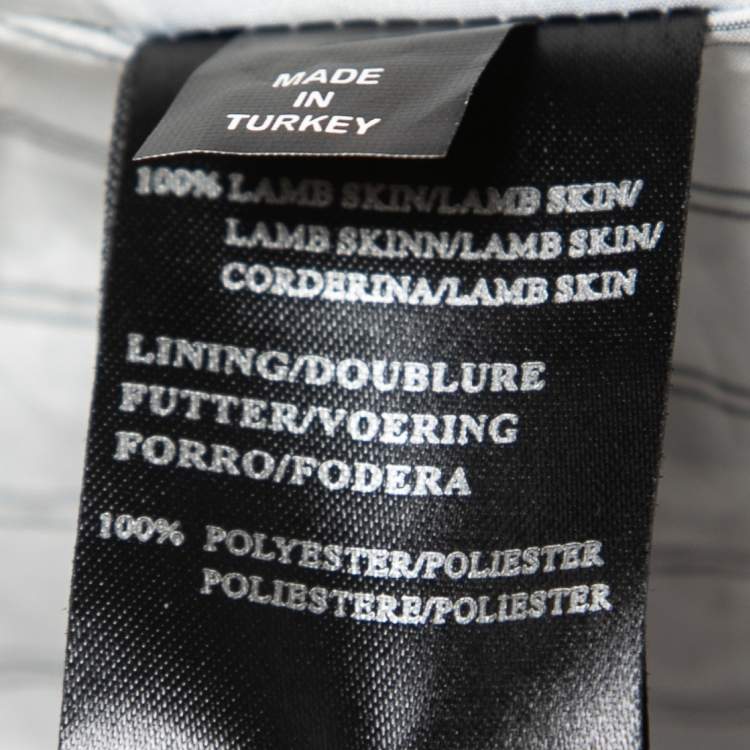 MADE
IN
TURKEY
100% LAMB SKIN/LAMB SKIN/
LAMB SKINN/LAMB SKIN/
CORDERINA/LAMB SKIN
LINING/DOUBLURE
FUTTER/VOERING
FORRO/FODERA
100% POLYESTER/POLIESTER
POLIESTERE/POLIESTER